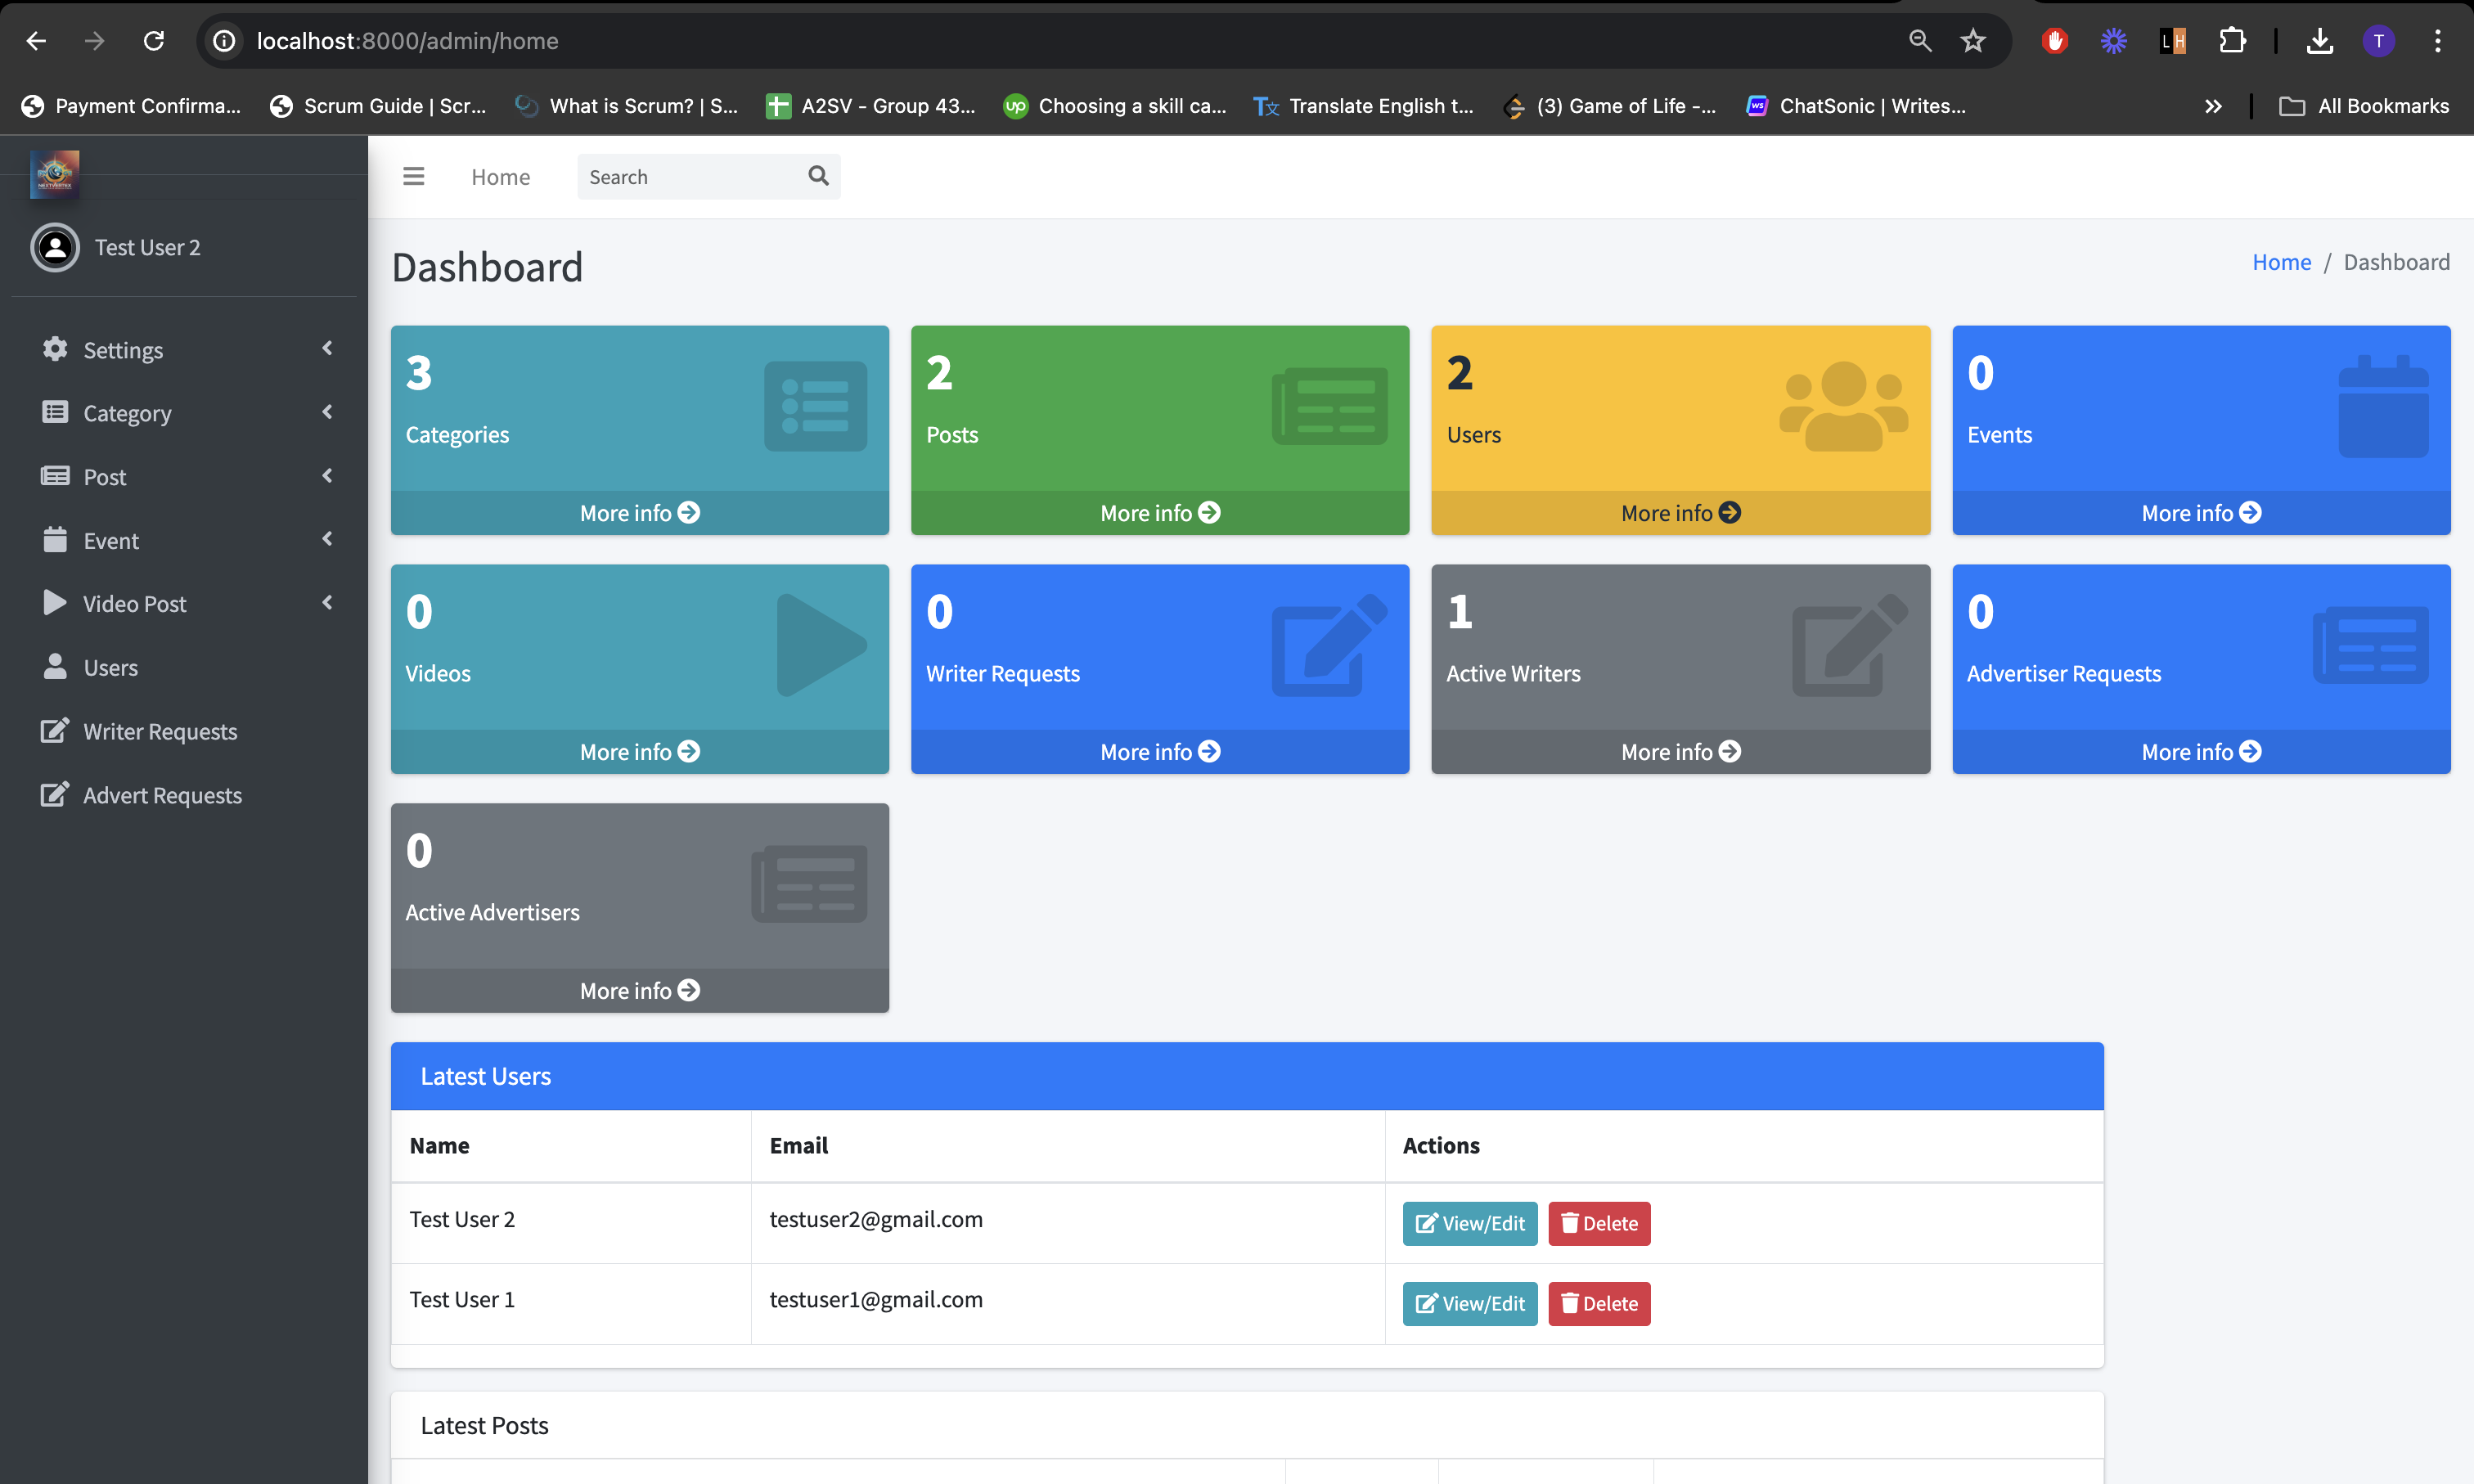 localhost:8000/admin/home
T
Payment Confirma...
Scrum Guide | Scr...
What is Scrum? | S...
A2SV - Group 43...
Choosing a skill ca...
Translate English t...
(3) Game of Life -...
ChatSonic | Writes...
All Bookmarks
Test User 2
Settings
Category
Post
Event
Video Post
Users
Writer Requests
Advert Requests
Home
Search
Dashboard
Home / Dashboard
3
Categories
More info
2
Posts
More info
2
Users
More info
0
Events
More info
0
Videos
More info
0
Writer Requests
More info
1
Active Writers
More info
0
Advertiser Requests
More info
0
Active Advertisers
More info
Latest Users
Name Email Actions
Test User 2 testuser2@gmail.com View/Edit Delete
Test User 1 testuser1@gmail.com View/Edit Delete
Latest Posts